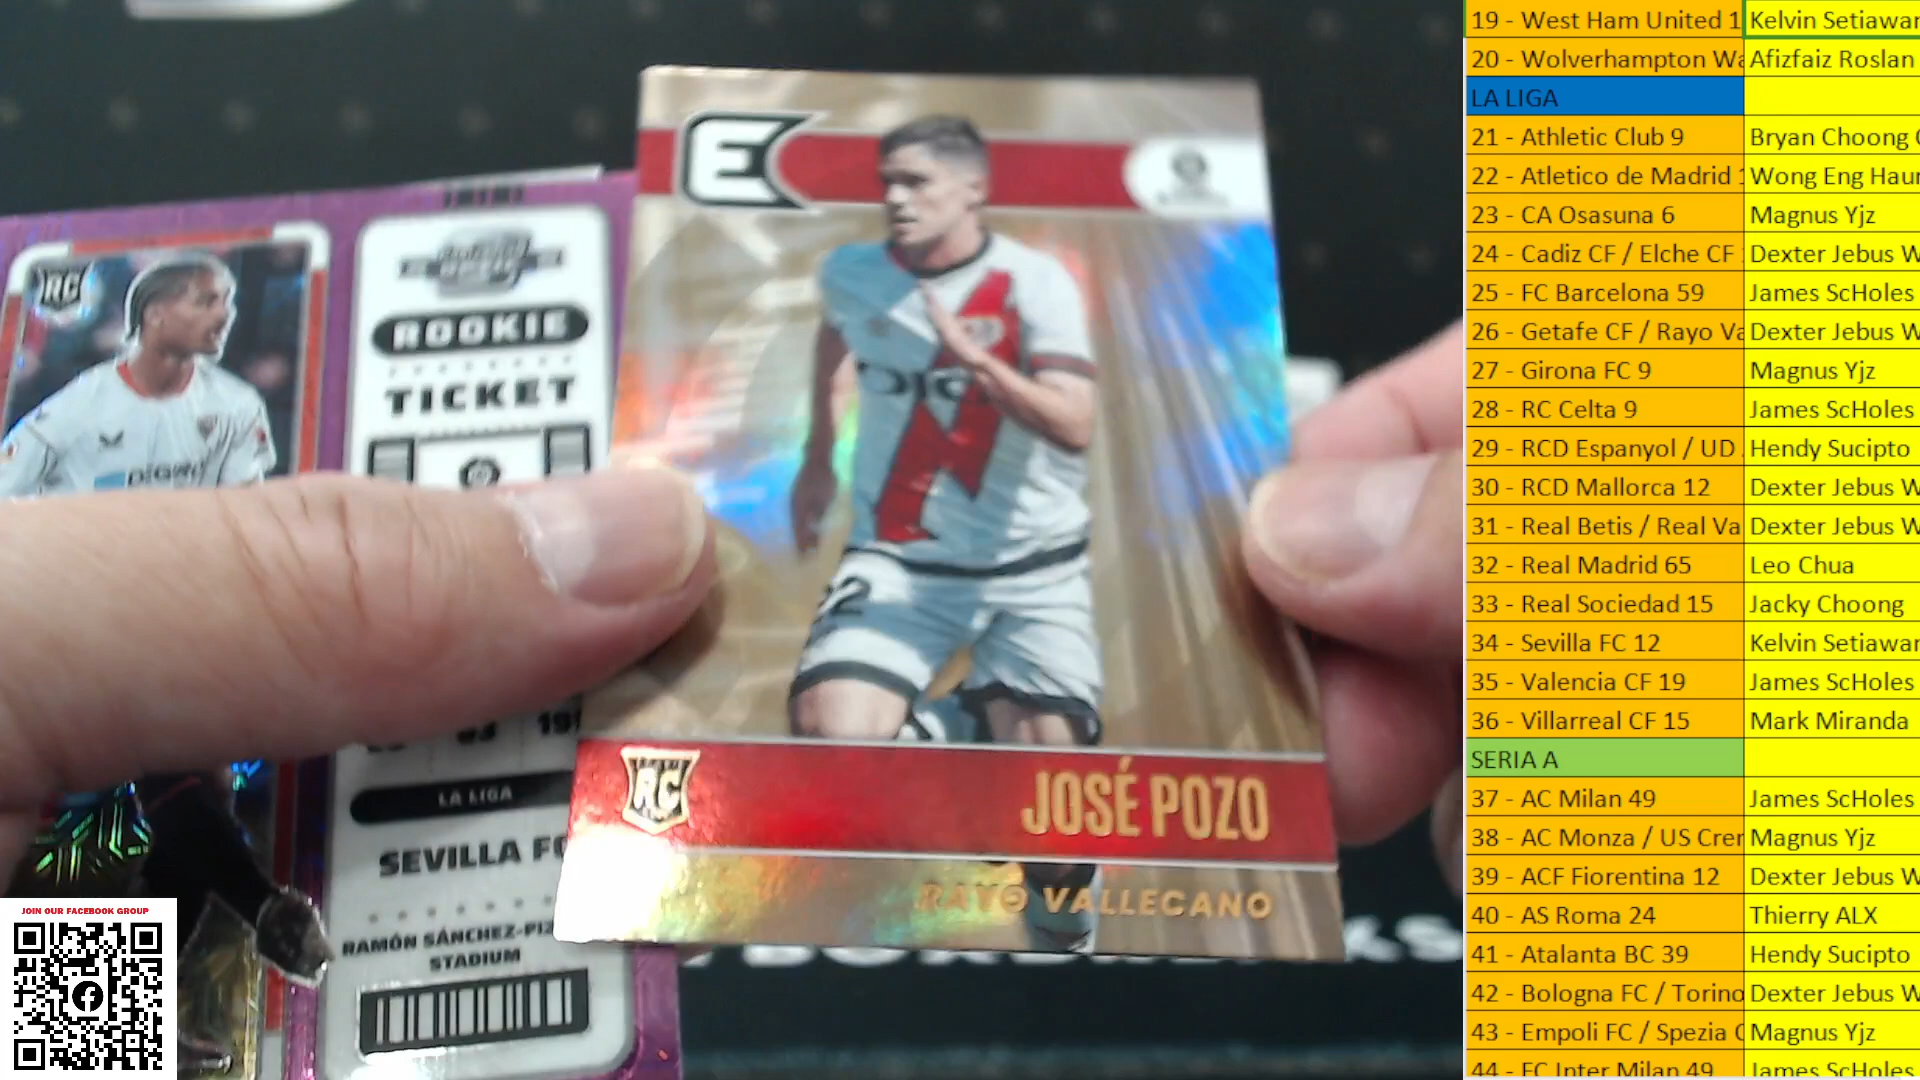 RC
ROOKIE
TICKET
LA LIGA
SEVILLA FC
RAMÓN SÁNCHEZ-PIZ
STADIUM
E
RC
JOSÉ POZO
RAYO VALLECANO
JOIN OUR FACEBOOK GROUP
19 - West Ham United 1
Kelvin Setiawan
20 - Wolverhampton Wa
Afizfaiz Roslan
LA LIGA
21 - Athletic Club 9
Bryan Choong
22 - Atletico de Madrid 1
Wong Eng Haur
23 - CA Osasuna 6
Magnus Yjz
24 - Cadiz CF / Elche CF
Dexter Jebus W
25 - FC Barcelona 59
James ScHoles
26 - Getafe CF / Rayo Va
Dexter Jebus W
27 - Girona FC 9
Magnus Yjz
28 - RC Celta 9
James ScHoles
29 - RCD Espanyol / UD
Hendy Sucipto
30 - RCD Mallorca 12
Dexter Jebus W
31 - Real Betis / Real Va
Dexter Jebus W
32 - Real Madrid 65
Leo Chua
33 - Real Sociedad 15
Jacky Choong
34 - Sevilla FC 12
Kelvin Setiawan
35 - Valencia CF 19
James ScHoles
36 - Villarreal CF 15
Mark Miranda
SERIA A
37 - AC Milan 49
James ScHoles
38 - AC Monza / US Crem
Magnus Yjz
39 - ACF Fiorentina 12
Dexter Jebus W
40 - AS Roma 24
Thierry ALX
41 - Atalanta BC 39
Hendy Sucipto
42 - Bologna FC / Torino
Dexter Jebus W
43 - Empoli FC / Spezia C
Magnus Yjz
44 - FC Inter Milan 49
James ScHoles